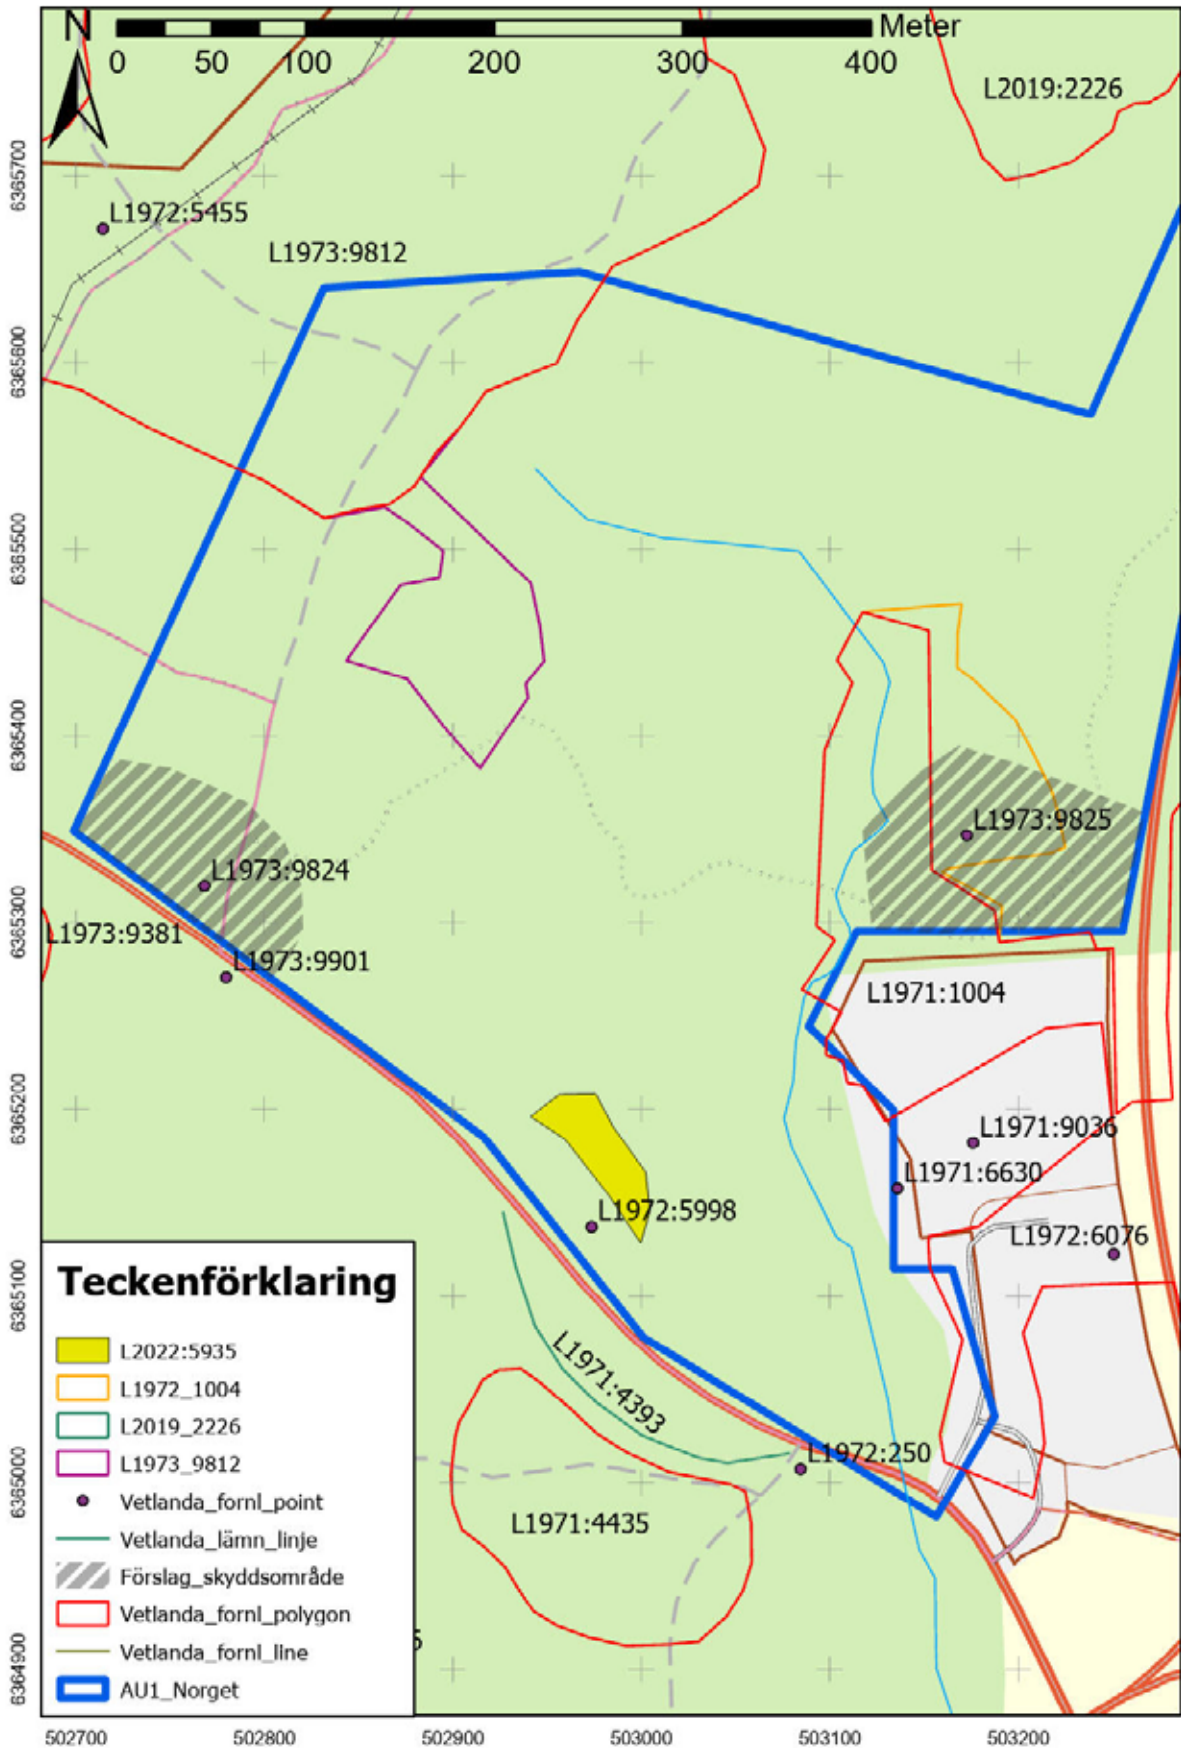 N
Meter
0 50 100 200 300 400
L2019:2226
6365700
L1972:5455
L1973:9812
6365600
6365500
6365400
L1973:9825
L1973:9824
6365300
L1973:9381
L1973:9901
L1971:1004
6365200
L1971:9036
L1971:6630
L1972:5998
L1972:6076
6365100
L1971:4393
L1972:250
6365000
L1971:4435
5
6364900
Teckenförklaring
L2022:5935
L1972_1004
L2019_2226
L1973_9812
Vetlanda_fornl_point
Vetlanda_lämn_linje
Förslag_skyddsområde
Vetlanda_fornl_polygon
Vetlanda_fornl_line
AU1_Norget
502700 502800 502900 503000 503100 503200